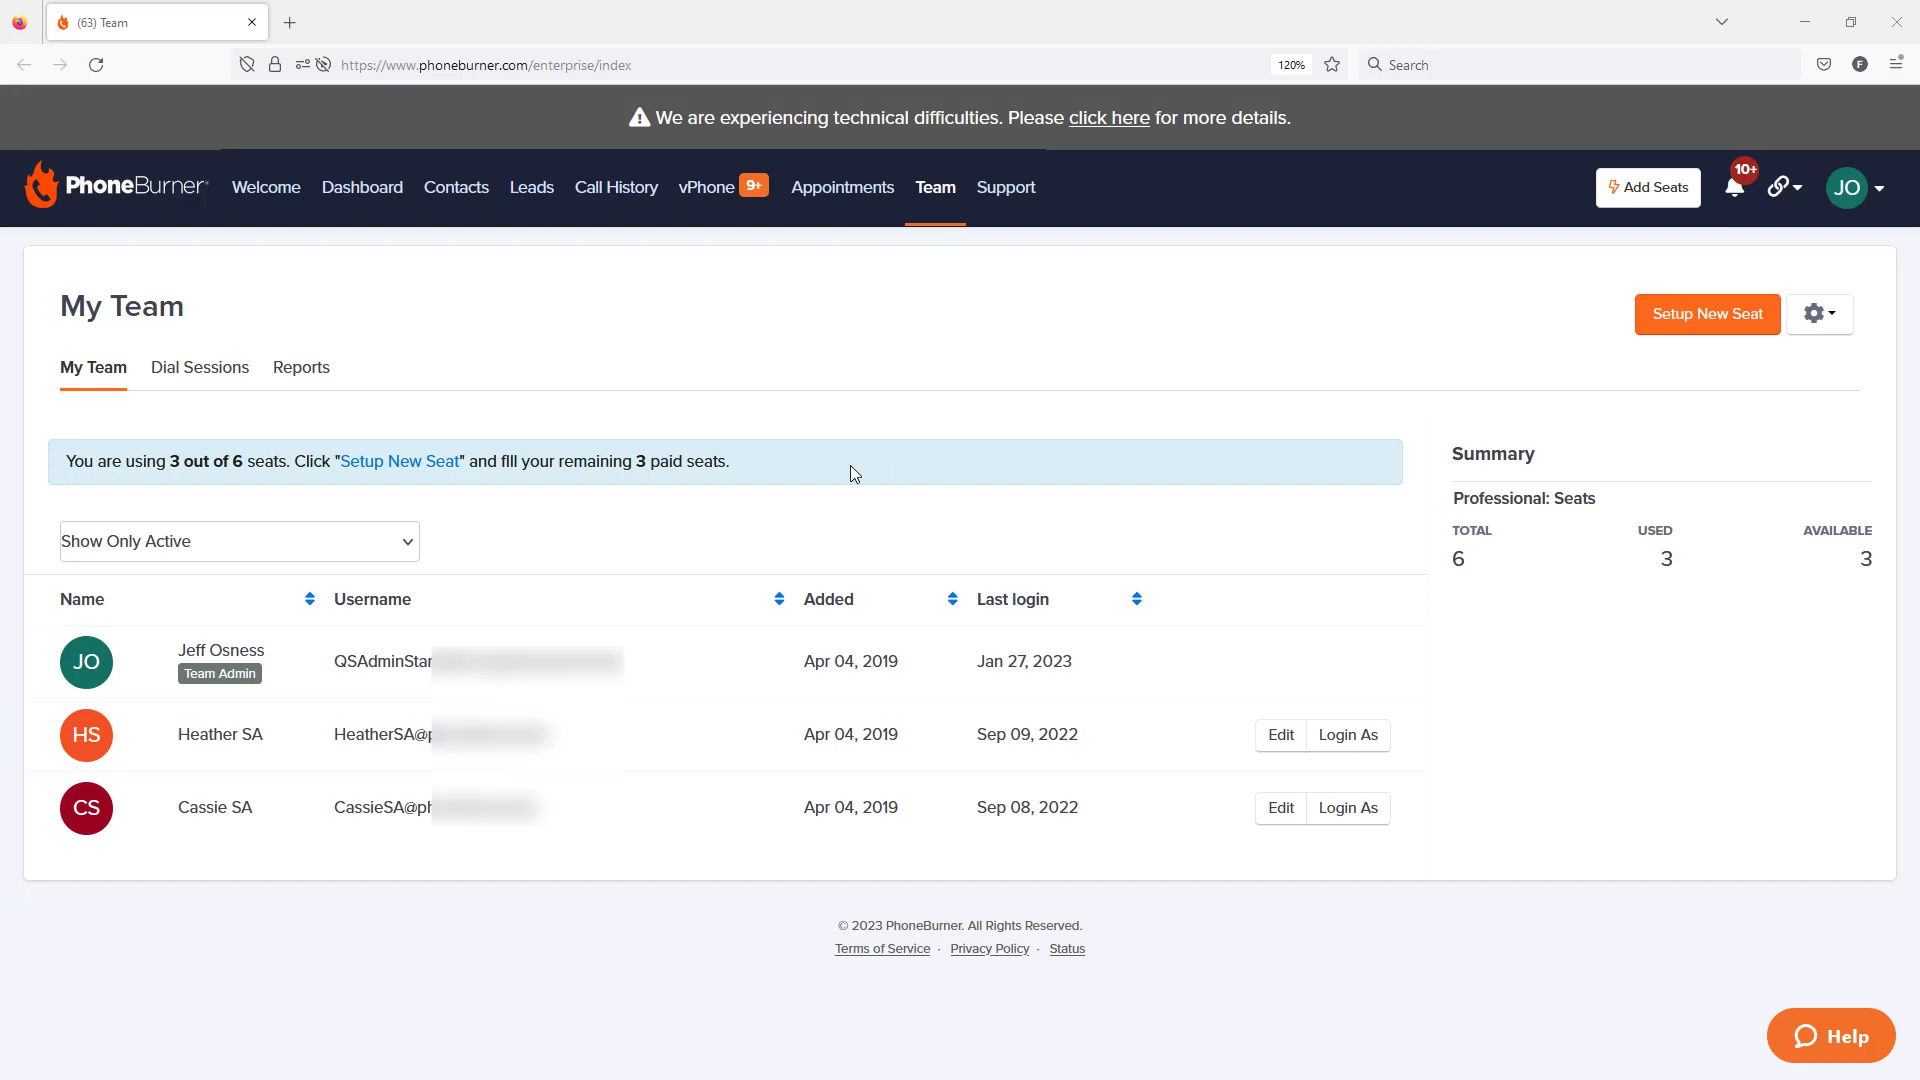 (63) Team
https://www.phoneburner.com/enterprise/index
120%
Search
F
We are experiencing technical difficulties. Please click here for more details.
PhoneBurner
Welcome Dashboard Contacts Leads Call History vPhone 9+ Appointments Team Support
Add Seats
10+
JO
My Team
Setup New Seat
My Team Dial Sessions Reports
You are using 3 out of 6 seats. Click "Setup New Seat" and fill your remaining 3 paid seats.
Summary
Professional: Seats
TOTAL USED AVAILABLE
6 3 3
Show Only Active
Name Username Added Last login
JO Jeff Osness QSAdminStar Apr 04, 2019 Jan 27, 2023
Team Admin
HS Heather SA HeatherSA@p Apr 04, 2019 Sep 09, 2022 Edit Login As
CS Cassie SA CassieSA@ph Apr 04, 2019 Sep 08, 2022 Edit Login As
© 2023 PhoneBurner. All Rights Reserved.
Terms of Service · Privacy Policy · Status
Help